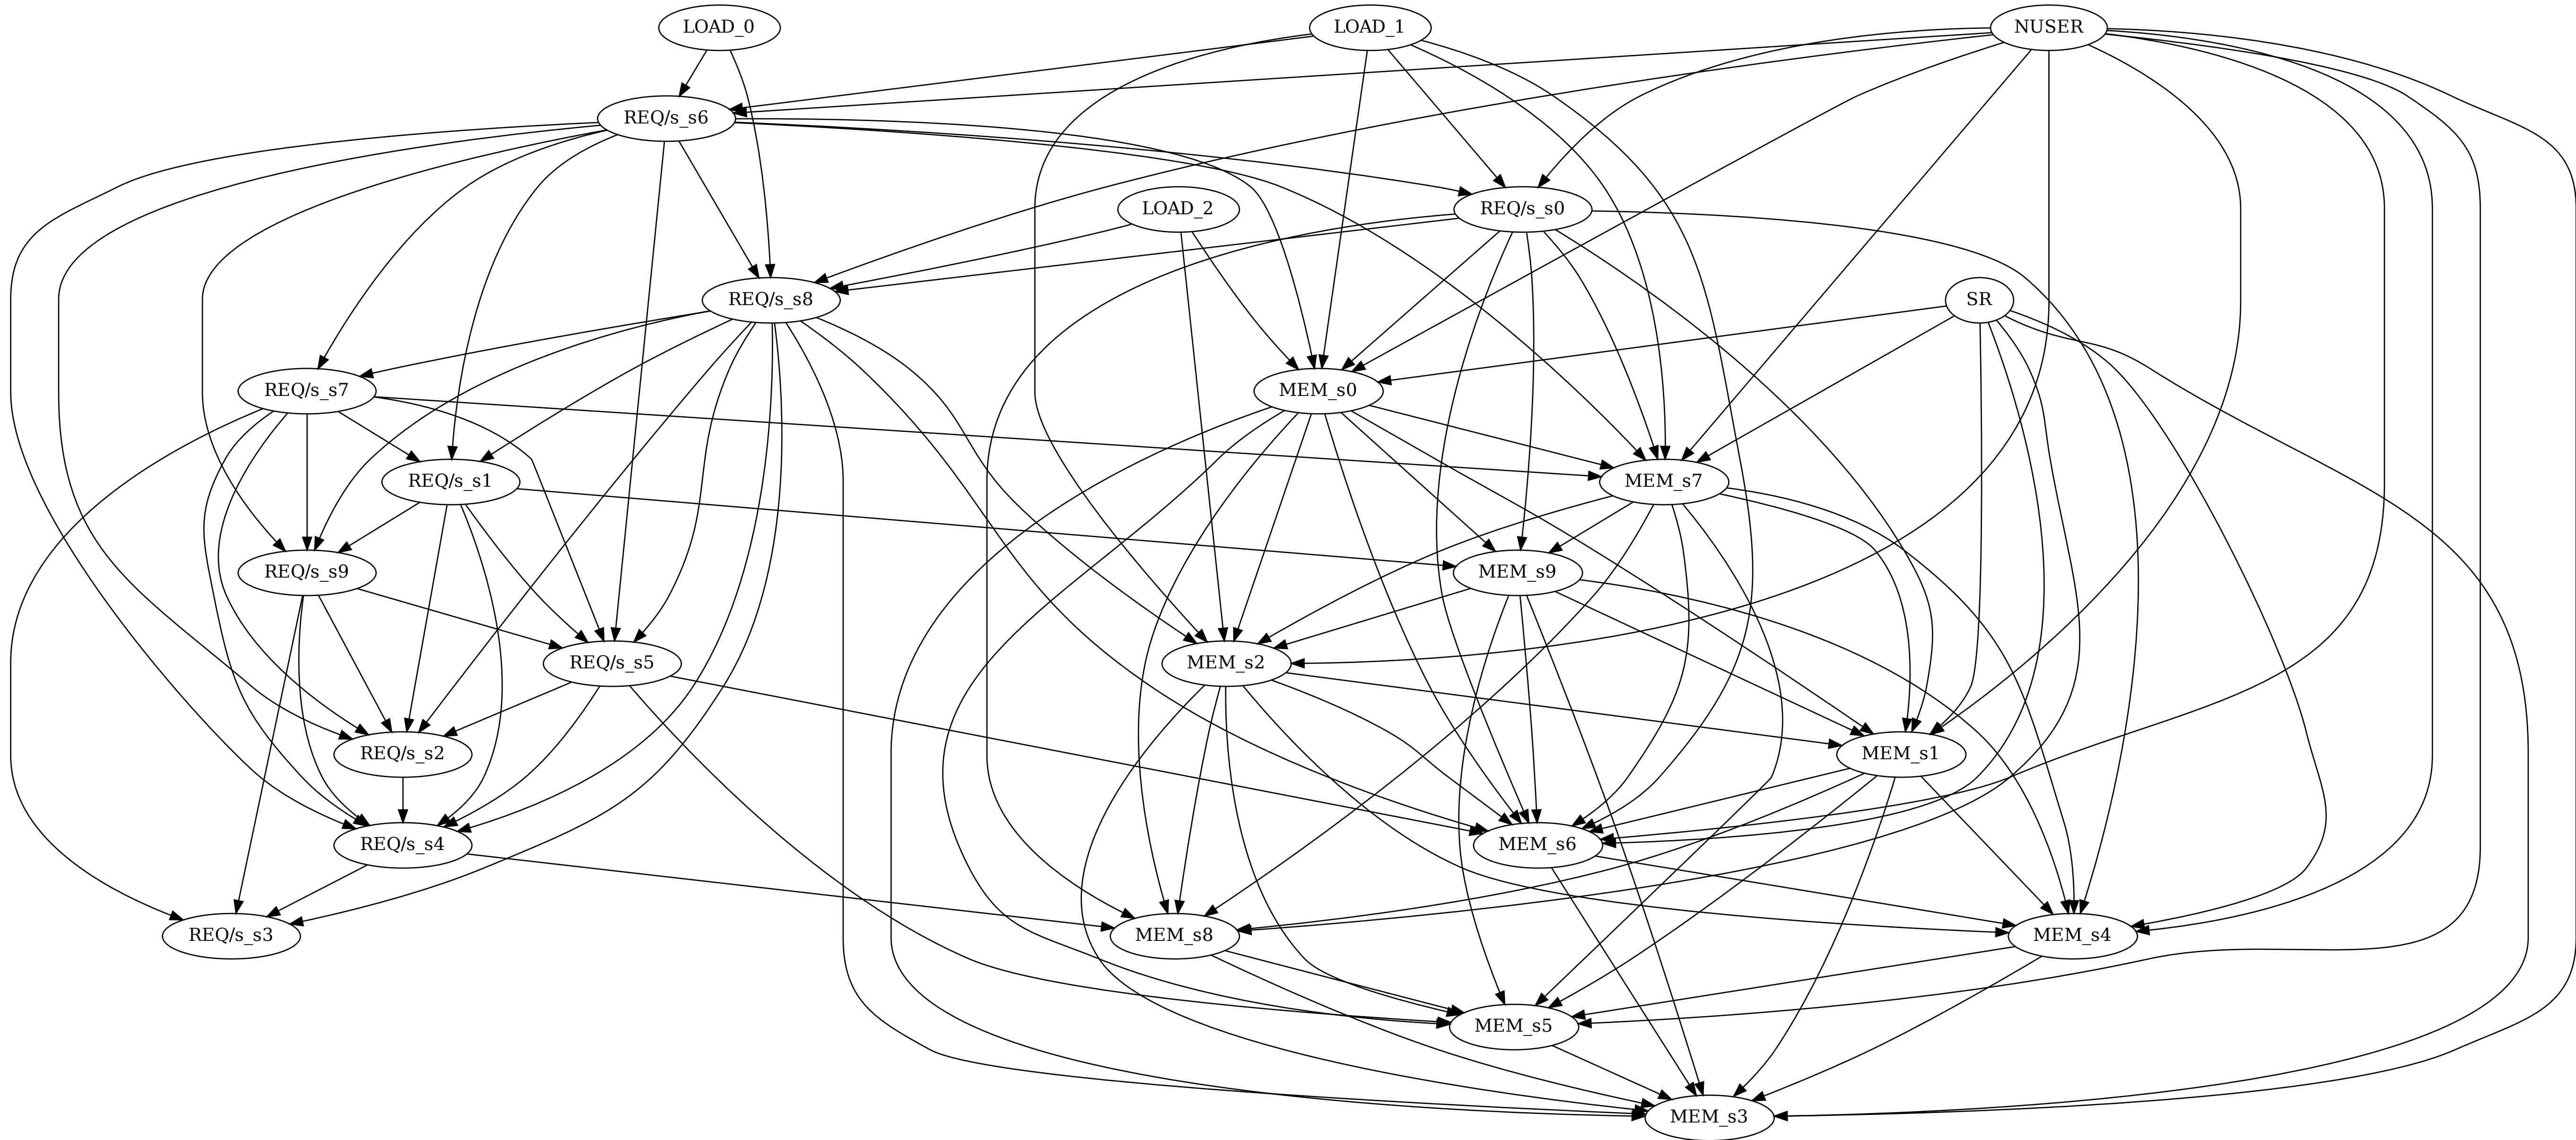 LOAD_0
LOAD_1
NUSER
REQ/s_s6
LOAD_2
REQ/s_s0
REQ/s_s8
SR
REQ/s_s7
MEM_s0
REQ/s_s1
MEM_s7
REQ/s_s9
MEM_s9
REQ/s_s5
MEM_s2
REQ/s_s2
MEM_s1
REQ/s_s4
MEM_s6
REQ/s_s3
MEM_s8
MEM_s4
MEM_s5
MEM_s3